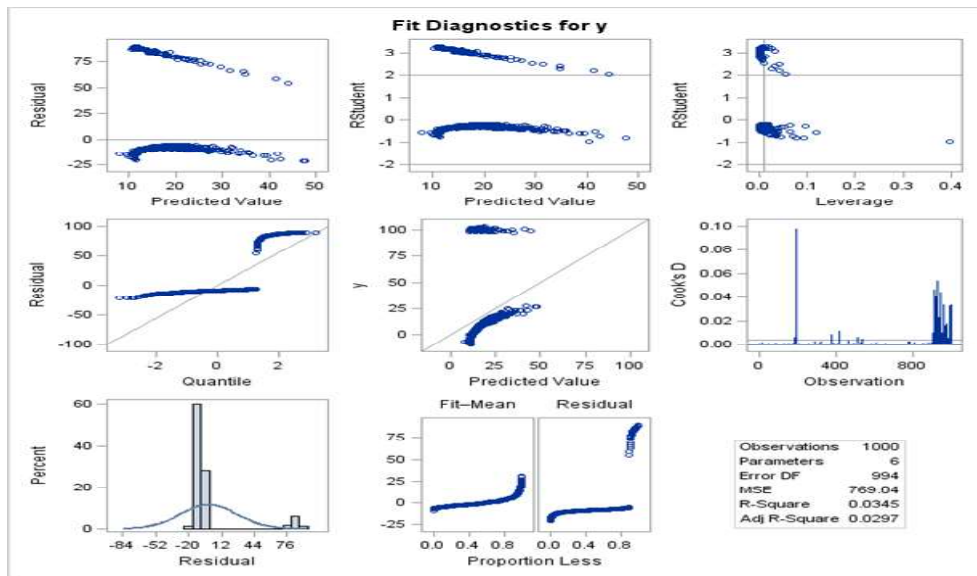 Fit Diagnostics for y
Residual
75
50
25
0
-25
10 20 30 40 50
Predicted Value
RStudent
3
2
1
0
-1
-2
10 20 30 40 50
Predicted Value
RStudent
3
2
1
0
-1
-2
0.0 0.1 0.2 0.3 0.4
Leverage
Residual
100
50
0
-50
-100
-2 0 2
Quantile
y
100
75
50
25
0
0 25 50 75 100
Predicted Value
Cook's D
0.10
0.08
0.06
0.04
0.02
0.00
0 400 800
Observation
Percent
60
40
20
0
-84 -52 -20 12 44 76
Residual
Fit–Mean Residual
75
50
25
0
-25
0.0 0.4 0.8 0.0 0.4 0.8
Proportion Less
Observations 1000
Parameters 6
Error DF 994
MSE 769.04
R-Square 0.0345
Adj R-Square 0.0297